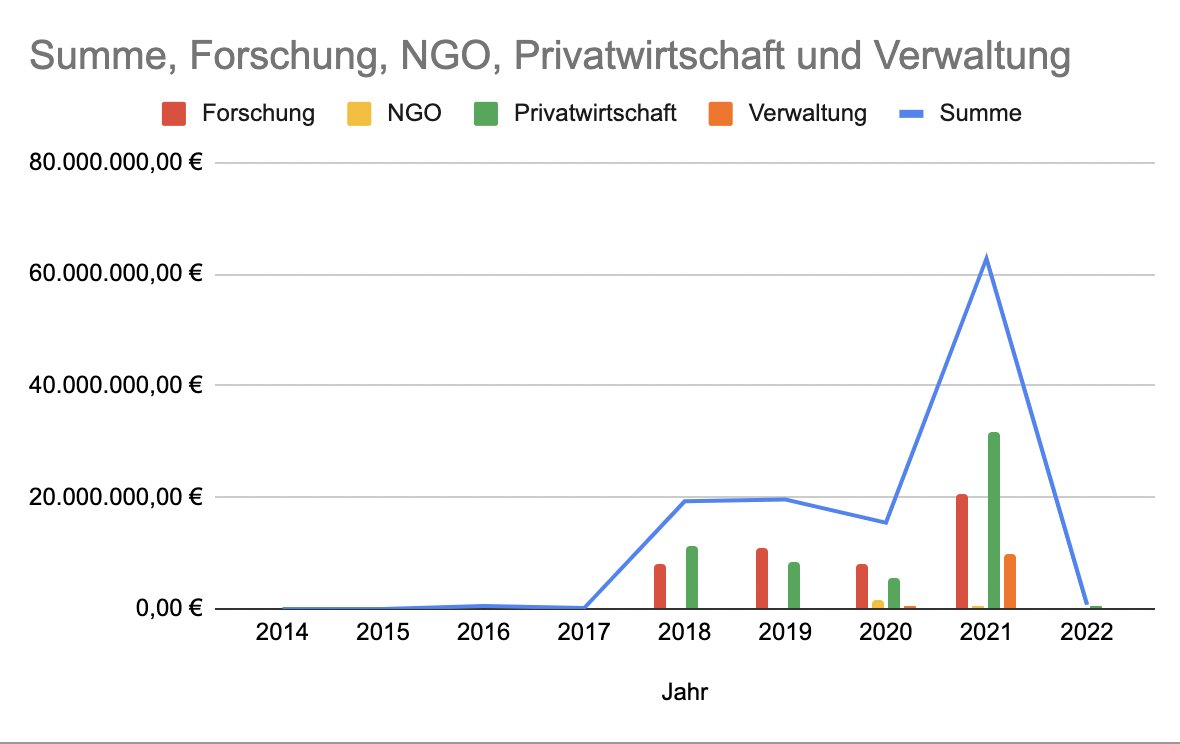 Summe, Forschung, NGO, Privatwirtschaft und Verwaltung
Forschung NGO Privatwirtschaft Verwaltung Summe
80.000.000,00 €
60.000.000,00 €
40.000.000,00 €
20.000.000,00 €
0,00 €
2014 2015 2016 2017 2018 2019 2020 2021 2022
Jahr